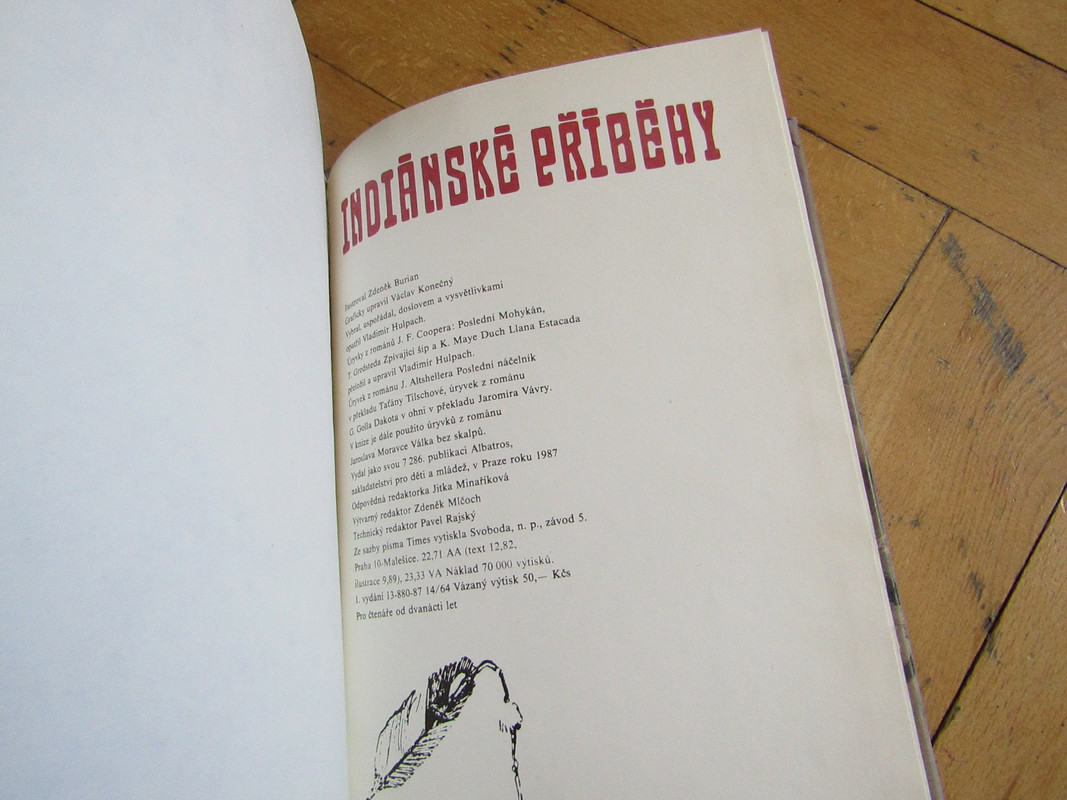 INDIÁNSKÉ PŘÍBĚHY
Ilustroval Zdeněk Burian
Graficky upravil Václav Konečný
Vybral, uspořádal, doslovem a vysvětlivkami
opatřil Vladimír Hulpach.
Úryvky z románů J. F. Coopera: Poslední Mohykán,
T. Gredsteda Zpívající šíp a K. Maye Duch Llana Estacada
přeložil a upravil Vladimír Hulpach.
Úryvek z románu J. Altshellera Poslední náčelník
v překladu Taťány Tilschové, úryvek z románu
G. Golla Dakota v ohni v překladu Jaromíra Vávry.
V knize je dále použito úryvků z románu
Jaroslava Moravce Válka bez skalpů.
Vydal jako svou 7 286. publikaci Albatros,
nakladatelství pro děti a mládež, v Praze roku 1987
Odpovědná redaktorka Jitka Minaříková
Výtvarný redaktor Zdeněk Mlčoch
Technický redaktor Pavel Rajský
Ze sazby písma Times vytiskla Svoboda, n. p., závod 5.
Praha 10-Malešice. 22,71 AA (text 12,82,
ilustrace 9,89), 23,33 VA Náklad 70 000 výtisků.
1. vydání 13-880-87 14/64 Vázaný výtisk 50,— Kčs
Pro čtenáře od dvanácti let